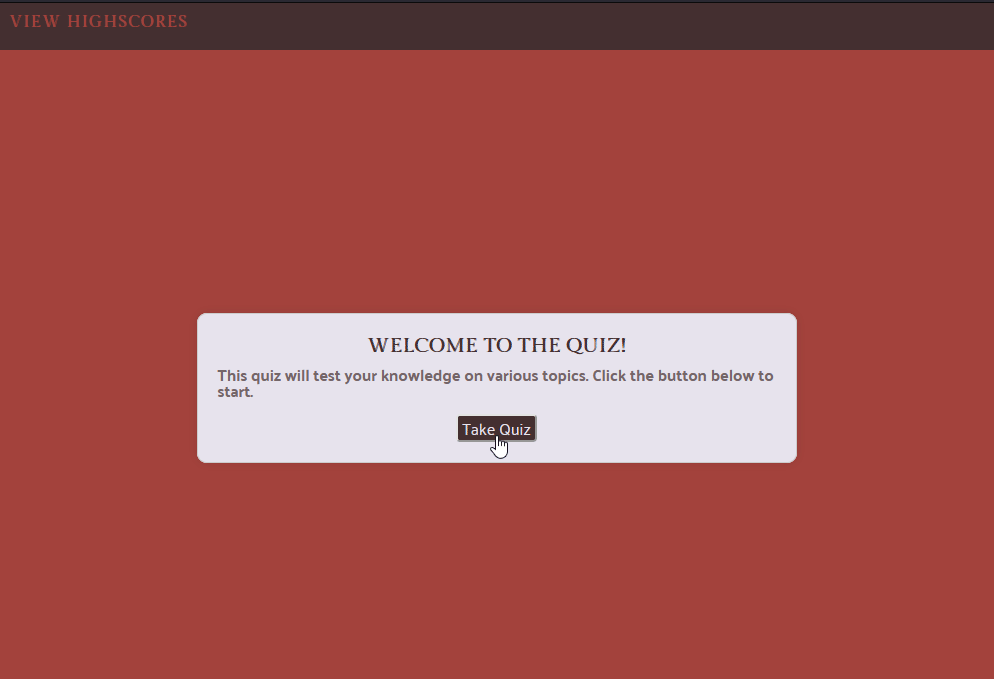 VIEW HIGHSCORES
WELCOME TO THE QUIZ!
This quiz will test your knowledge on various topics. Click the button below to
start.
Take Quiz